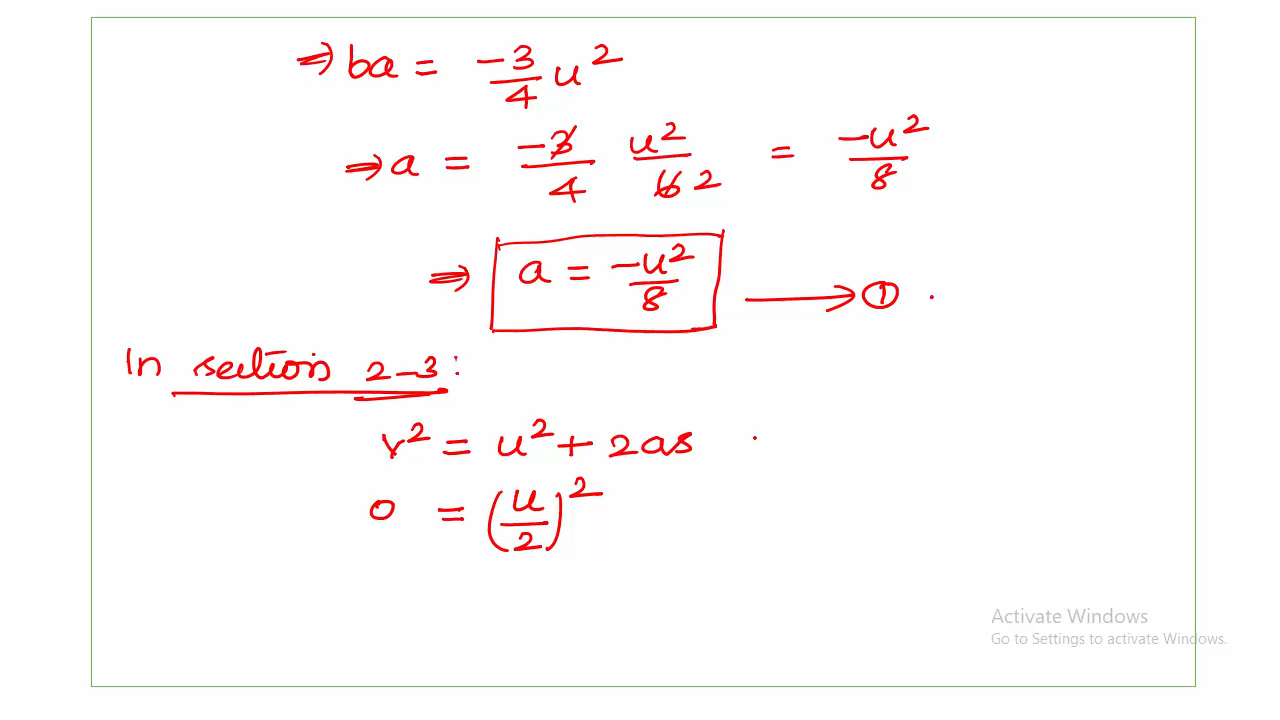 ⇒ 6a = -3/4 u²
⇒ a = -3/4 u²/6 2 = -u²/8
⇒ a = -u²/8 → ①
In section 2-3:
v² = u² + 2as
0 = (u/2)²
Activate Windows
Go to Settings to activate Windows.